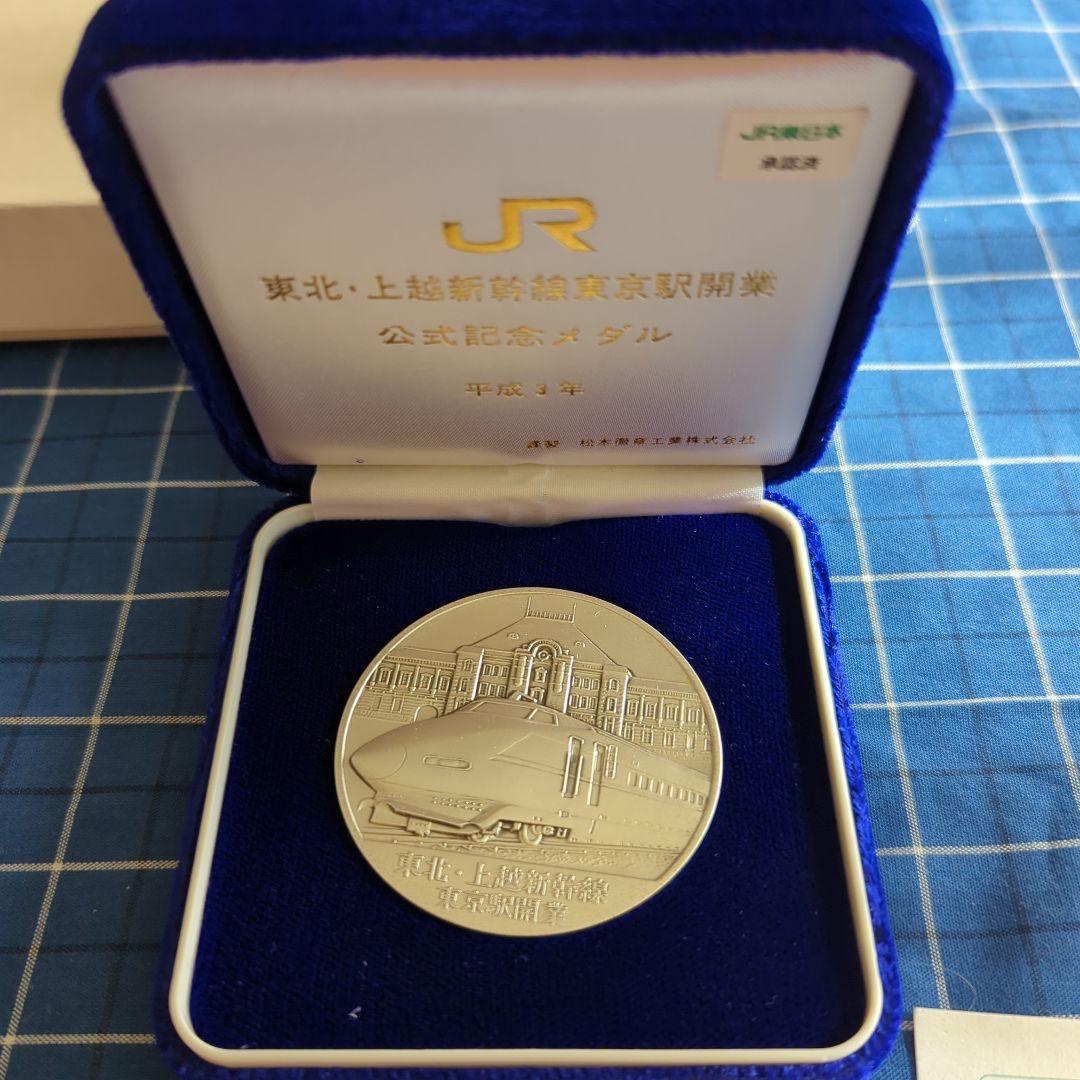 JR東日本
承認済
JR
東北・上越新幹線東京駅開業
公式記念メダル
平成3年
謹製 松本徽章工業株式会社
東北・上越新幹線
東京駅開業